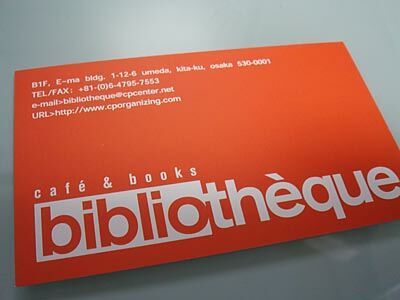 B1F, E-ma bldg. 1-12-6 umeda, kita-ku, osaka 530-0001
TEL/FAX: +81-(0)6-4795-7553
e-mail>bibliotheque@cpcenter.net
URL>http://www.cporganizing.com
café & books
bibliothèque